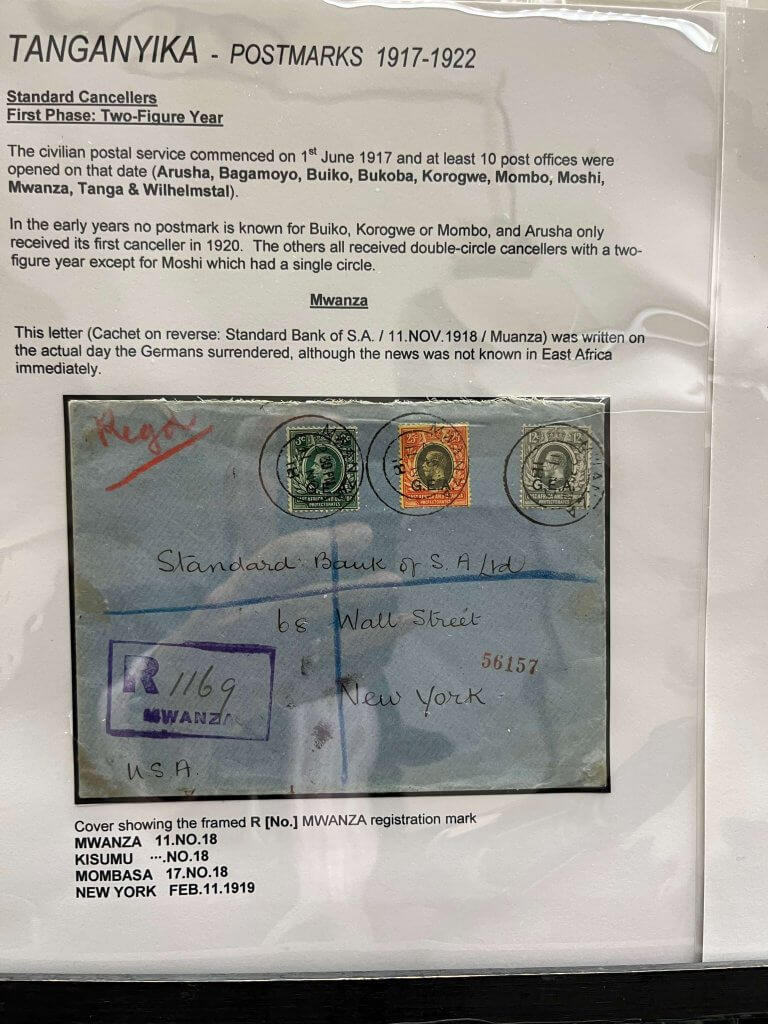 TANGANYIKA - POSTMARKS 1917-1922
Standard Cancellers
First Phase: Two-Figure Year
The civilian postal service commenced on 1st June 1917 and at least 10 post offices were
opened on that date (Arusha, Bagamoyo, Buiko, Bukoba, Korogwe, Mombo, Moshi,
Mwanza, Tanga & Wilhelmstal).
In the early years no postmark is known for Buiko, Korogwe or Mombo, and Arusha only
received its first canceller in 1920. The others all received double-circle cancellers with a two-
figure year except for Moshi which had a single circle.
Mwanza
This letter (Cachet on reverse: Standard Bank of S.A. / 11.NOV.1918 / Muanza) was written on
the actual day the Germans surrendered, although the news was not known in East Africa
immediately.
Regd
MWANZA
MWANZA
G.E.A.
G.E.A.
Standard Bank of S.A Ltd
68 Wall Street
56157
New York
R 1169
MWANZA
USA.
Cover showing the framed R [No.] MWANZA registration mark
MWANZA 11.NO.18
KISUMU ···.NO.18
MOMBASA 17.NO.18
NEW YORK FEB.11.1919